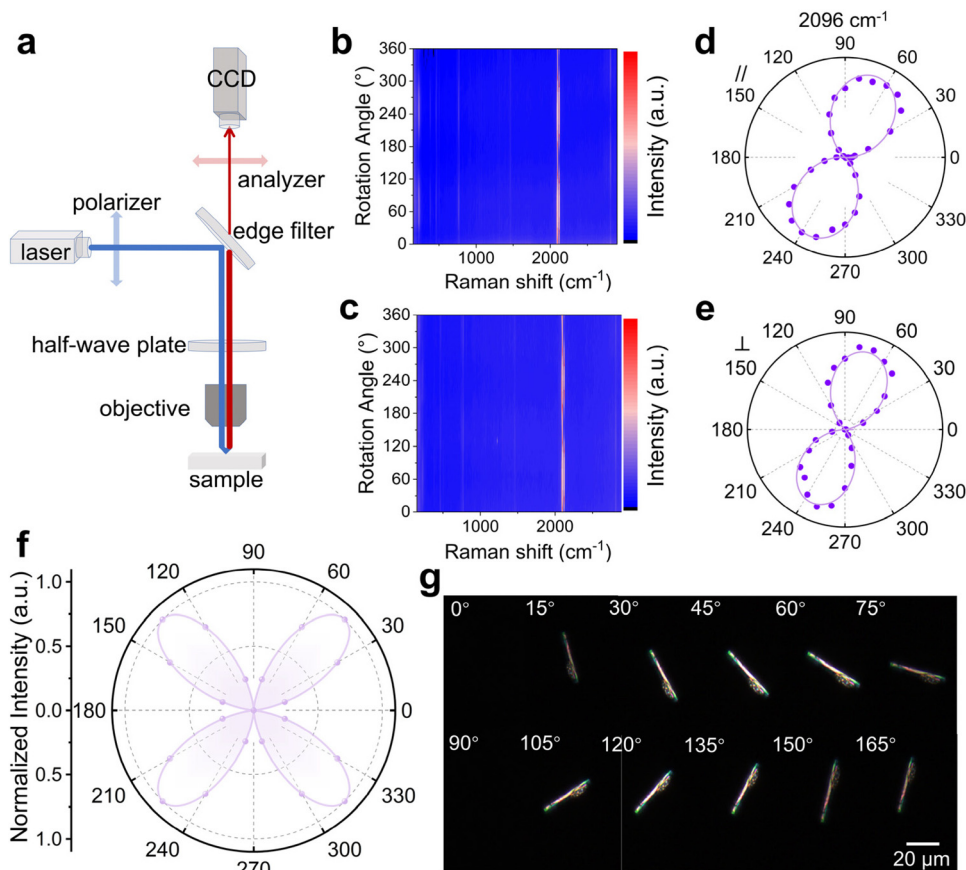 a
CCD
analyzer
polarizer
edge filter
laser
half-wave plate
objective
sample
b
360
300
240
180
120
60
0
Rotation Angle (°)
1000
2000
Raman shift (cm⁻¹)
Intensity (a.u.)
c
360
300
240
180
120
60
0
Rotation Angle (°)
1000
2000
Raman shift (cm⁻¹)
Intensity (a.u.)
d
2096 cm⁻¹
//
90
120
60
150
30
180
0
210
330
240
300
270
e
⊥
90
120
60
150
30
180
0
210
330
240
300
270
f
Normalized Intensity (a.u.)
1.0
0.5
0.0
0.5
1.0
90
120
60
150
30
180
0
210
330
240
300
270
g
0° 15° 30° 45° 60° 75°
90° 105° 120° 135° 150° 165°
20 μm